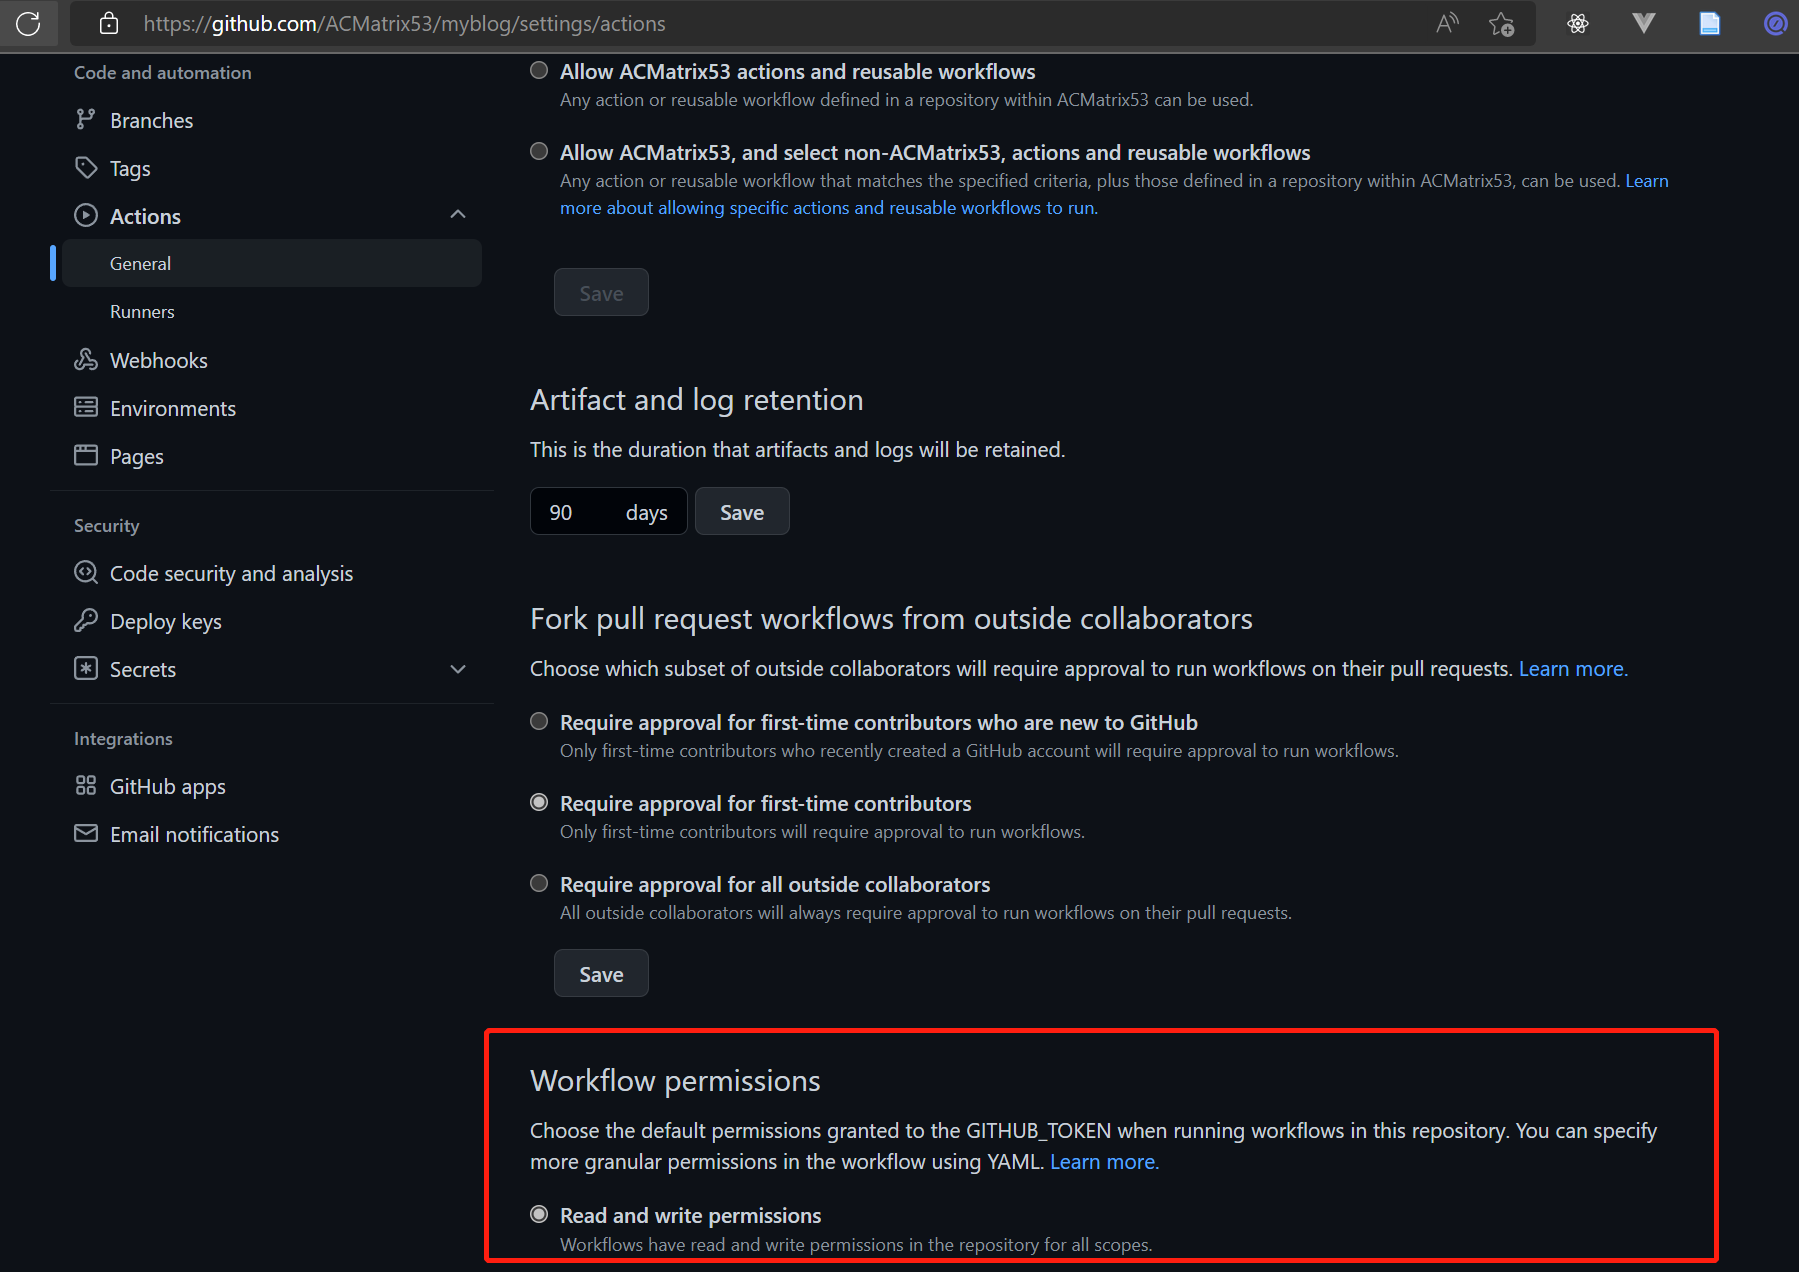 https://github.com/ACMatrix53/myblog/settings/actions
Code and automation
Branches
Tags
Actions
General
Runners
Webhooks
Environments
Pages
Security
Code security and analysis
Deploy keys
Secrets
Integrations
GitHub apps
Email notifications
Allow ACMatrix53 actions and reusable workflows
Any action or reusable workflow defined in a repository within ACMatrix53 can be used.
Allow ACMatrix53, and select non-ACMatrix53, actions and reusable workflows
Any action or reusable workflow that matches the specified criteria, plus those defined in a repository within ACMatrix53, can be used. Learn
more about allowing specific actions and reusable workflows to run.
Save
Artifact and log retention
This is the duration that artifacts and logs will be retained.
90 days Save
Fork pull request workflows from outside collaborators
Choose which subset of outside collaborators will require approval to run workflows on their pull requests. Learn more.
Require approval for first-time contributors who are new to GitHub
Only first-time contributors who recently created a GitHub account will require approval to run workflows.
Require approval for first-time contributors
Only first-time contributors will require approval to run workflows.
Require approval for all outside collaborators
All outside collaborators will always require approval to run workflows on their pull requests.
Save
Workflow permissions
Choose the default permissions granted to the GITHUB_TOKEN when running workflows in this repository. You can specify
more granular permissions in the workflow using YAML. Learn more.
Read and write permissions
Workflows have read and write permissions in the repository for all scopes.